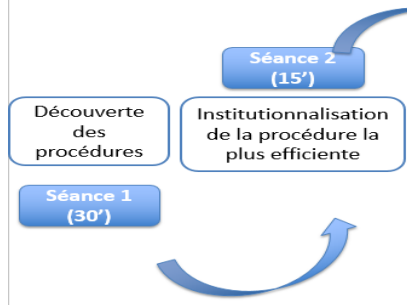 Séance 2
(15’)
Découverte
des
procédures
Institutionnalisation
de la procédure la
plus efficiente
Séance 1
(30’)